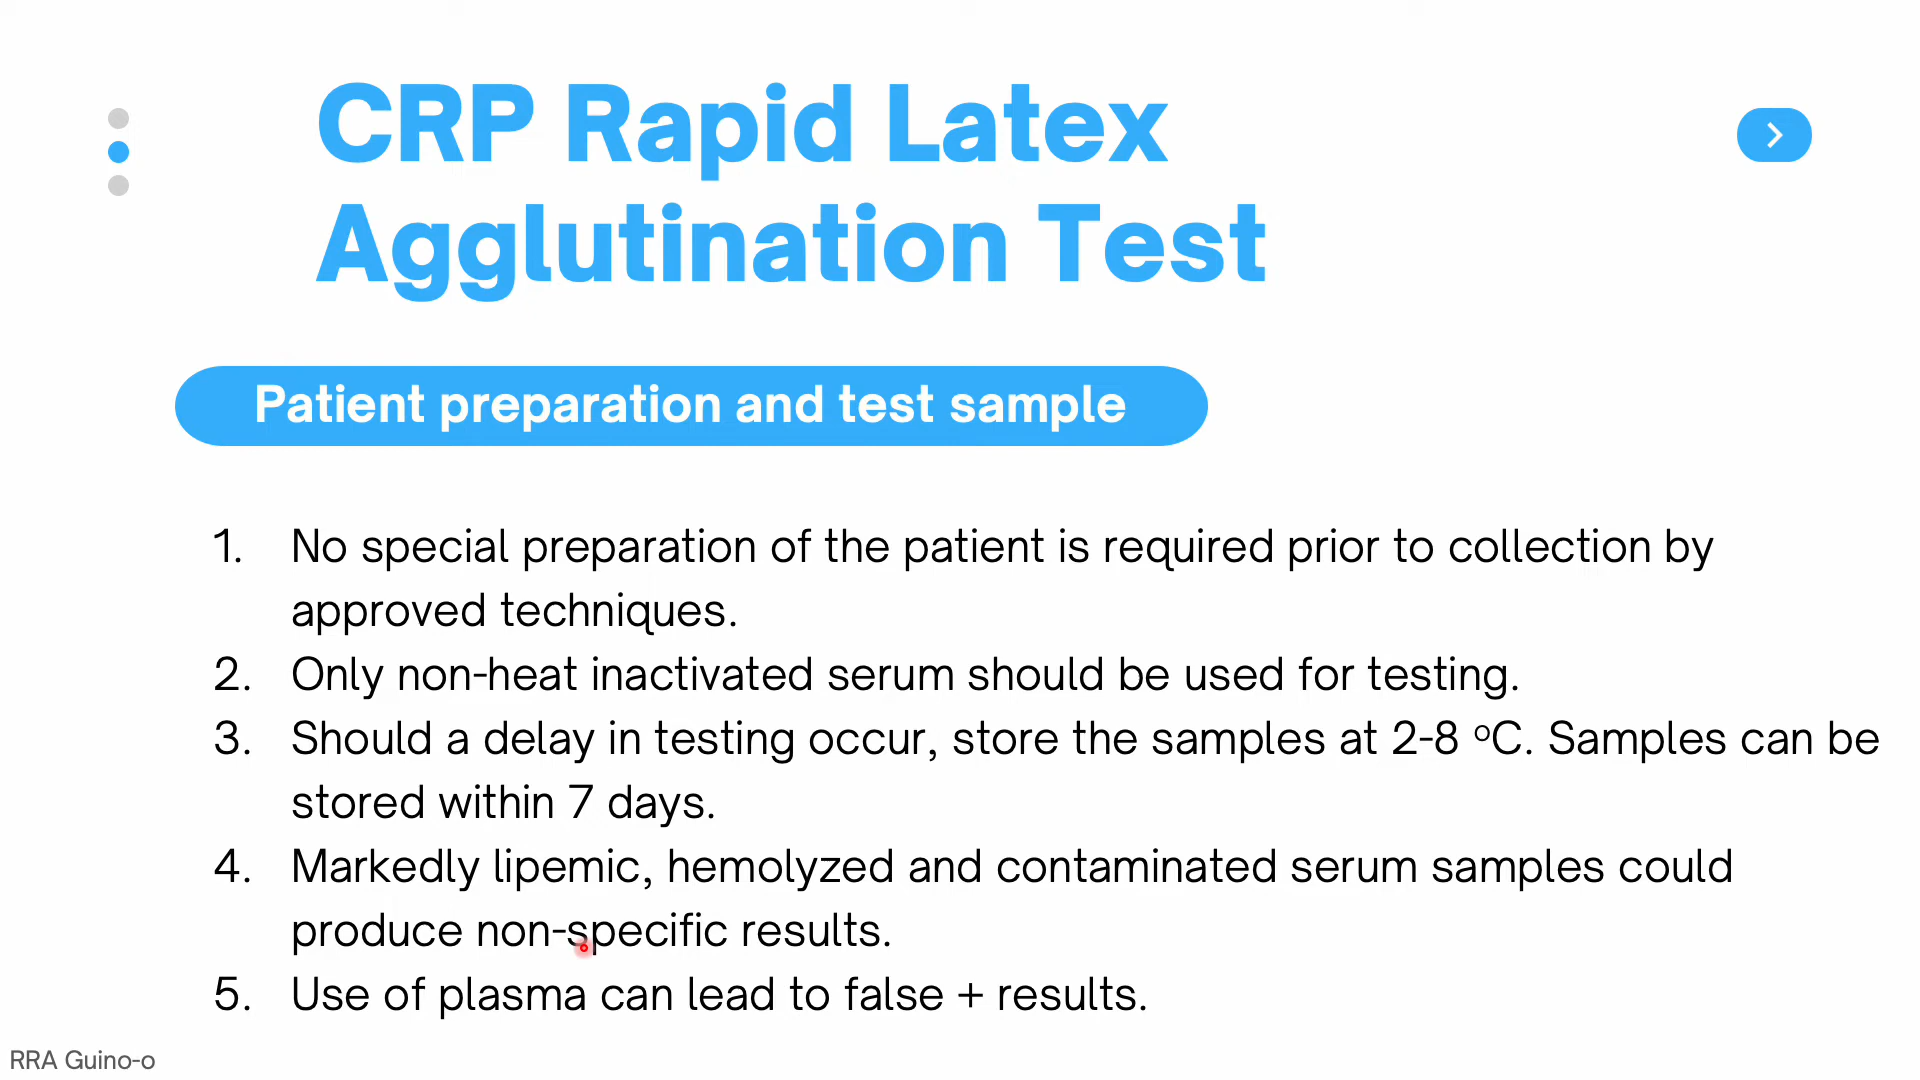 CRP Rapid Latex
Agglutination Test
Patient preparation and test sample
1. No special preparation of the patient is required prior to collection by
approved techniques.
2. Only non-heat inactivated serum should be used for testing.
3. Should a delay in testing occur, store the samples at 2-8 ºC. Samples can be
stored within 7 days.
4. Markedly lipemic, hemolyzed and contaminated serum samples could
produce non-specific results.
5. Use of plasma can lead to false + results.
RRA Guino-o